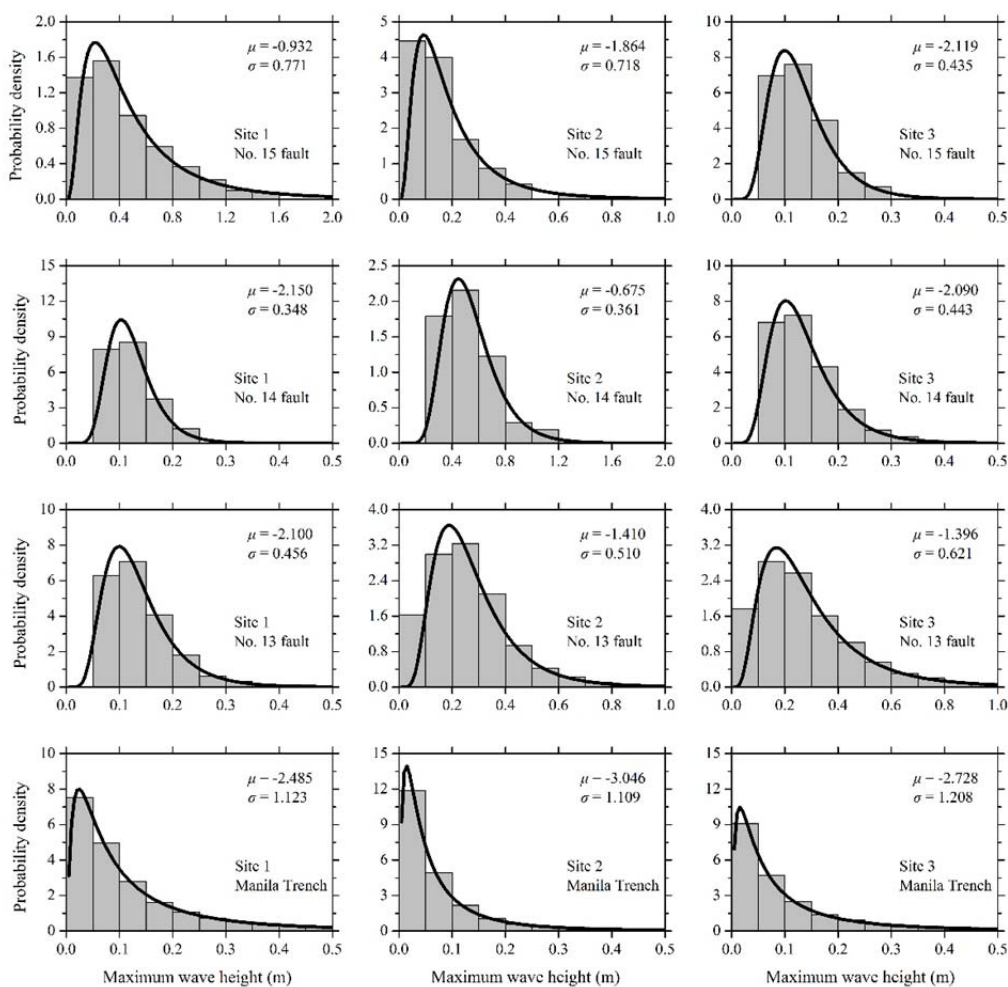 Probability density
2.0
1.6
1.2
0.8
0.4
0.0
μ = -0.932
σ = 0.771
Site 1
No. 15 fault
0.0 0.4 0.8 1.2 1.6 2.0
5
4
3
2
1
0
μ = -1.864
σ = 0.718
Site 2
No. 15 fault
0.0 0.2 0.4 0.6 0.8 1.0
10
8
6
4
2
0
μ = -2.119
σ = 0.435
Site 3
No. 15 fault
0.0 0.1 0.2 0.3 0.4 0.5
Probability density
15
12
9
6
3
0
μ = -2.150
σ = 0.348
Site 1
No. 14 fault
0.0 0.1 0.2 0.3 0.4 0.5
2.5
2.0
1.5
1.0
0.5
0.0
μ = -0.675
σ = 0.361
Site 2
No. 14 fault
0.0 0.4 0.8 1.2 1.6 2.0
10
8
6
4
2
0
μ = -2.090
σ = 0.443
Site 3
No. 14 fault
0.0 0.1 0.2 0.3 0.4 0.5
Probability density
10
8
6
4
2
0
μ = -2.100
σ = 0.456
Site 1
No. 13 fault
0.0 0.1 0.2 0.3 0.4 0.5
4.0
3.2
2.4
1.6
0.8
0.0
μ = -1.410
σ = 0.510
Site 2
No. 13 fault
0.0 0.2 0.4 0.6 0.8 1.0
4.0
3.2
2.4
1.6
0.8
0.0
μ = -1.396
σ = 0.621
Site 3
No. 13 fault
0.0 0.2 0.4 0.6 0.8 1.0
Probability density
10
8
6
4
2
0
μ = -2.485
σ = 1.123
Site 1
Manila Trench
0.0 0.1 0.2 0.3 0.4 0.5
Maximum wave height (m)
15
12
9
6
3
0
μ = -3.046
σ = 1.109
Site 2
Manila Trench
0.0 0.1 0.2 0.3 0.4 0.5
Maximum wave height (m)
15
12
9
6
3
0
μ = -2.728
σ = 1.208
Site 3
Manila Trench
0.0 0.1 0.2 0.3 0.4 0.5
Maximum wave height (m)